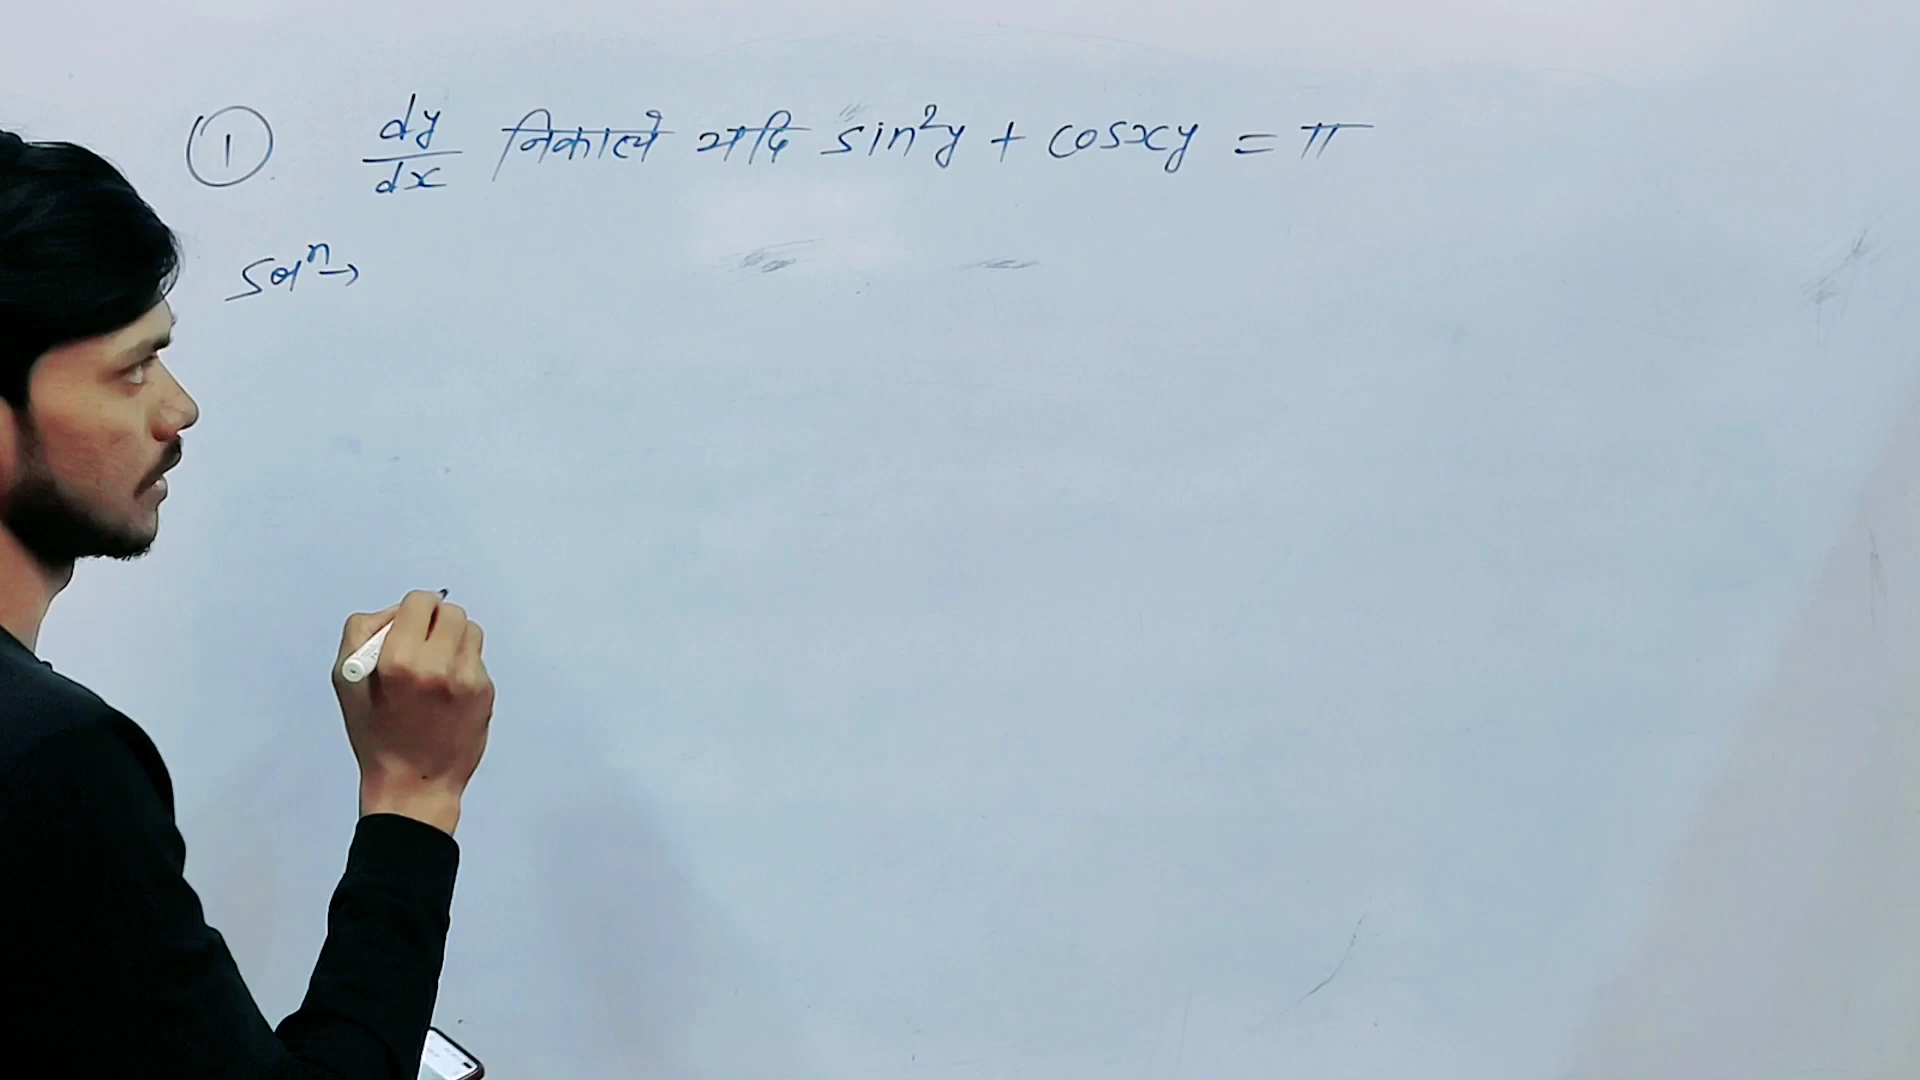 ① dy/dx निकाले यदि sin²y + cosxy = π
Solⁿ→